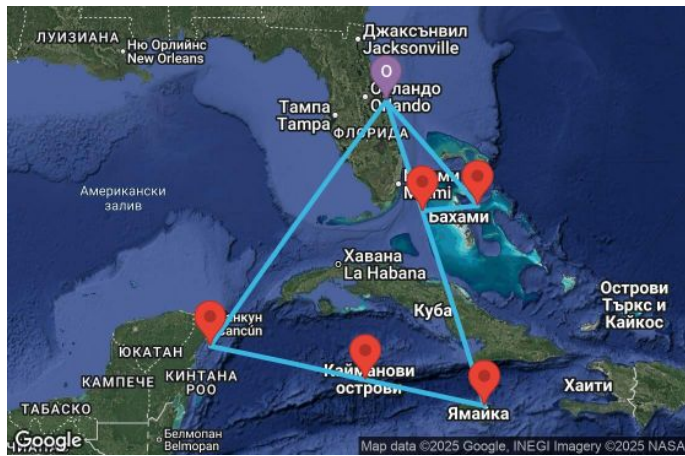 ЛУИЗИАНА
Ню Орлийнс
New Orleans
Джаксънвил
Jacksonville
O
Орландо
Orlando
Тампа
Tampa
ФЛОРИДА
Miami
Бахами
Американски
залив
Хавана
La Habana
Куба
Острови
Търкс и
Кайкос
Cancún
ЮКАТАН
КАМПЕЧЕ
КИНТАНА
РОО
Кайманови
острови
Хаити
Ямайка
ТАБАСКО
Белмопан
Belmopan
Google
Map data ©2025 Google, INEGI Imagery ©2025 NASA